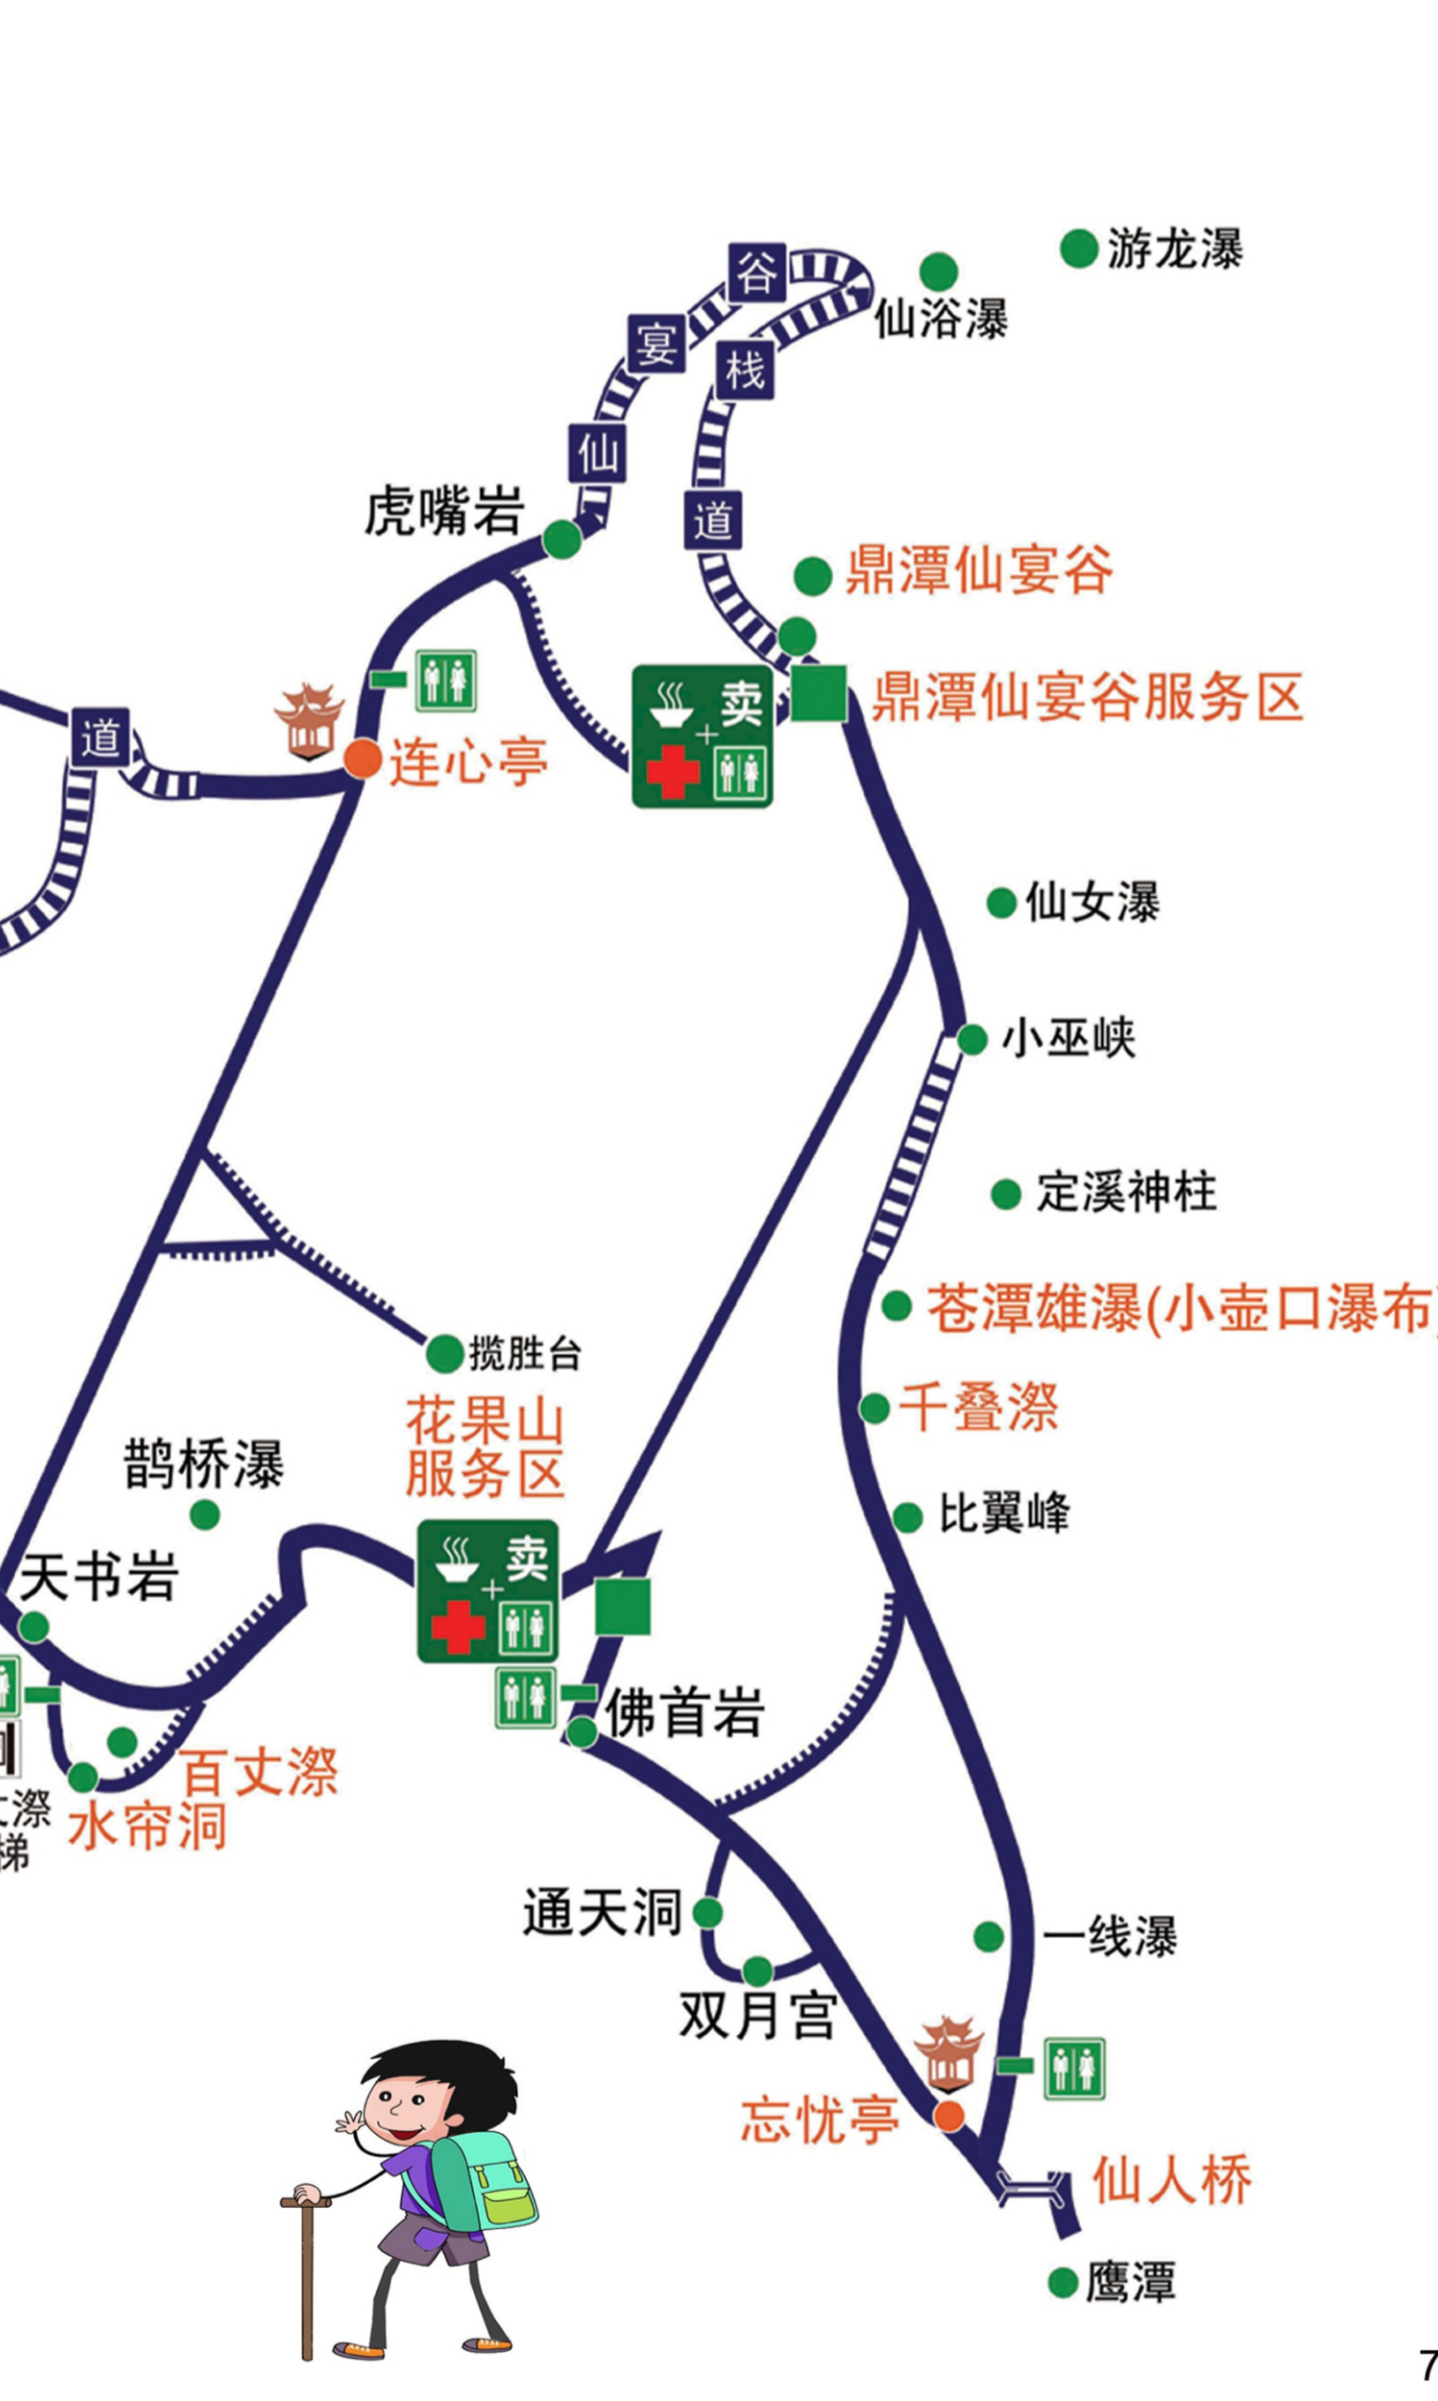 游龙瀑
谷
仙浴瀑
宴
栈
仙
虎嘴岩
道
鼎潭仙宴谷
鼎潭仙宴谷服务区
卖
道
连心亭
仙女瀑
小巫峡
定溪神柱
苍潭雄瀑(小壶口瀑布)
揽胜台
千叠漈
花果山
服务区
鹊桥瀑
比翼峰
天书岩
卖
佛首岩
百丈漈
漈
水帘洞
梯
通天洞
一线瀑
双月宫
忘忧亭
仙人桥
鹰潭
7